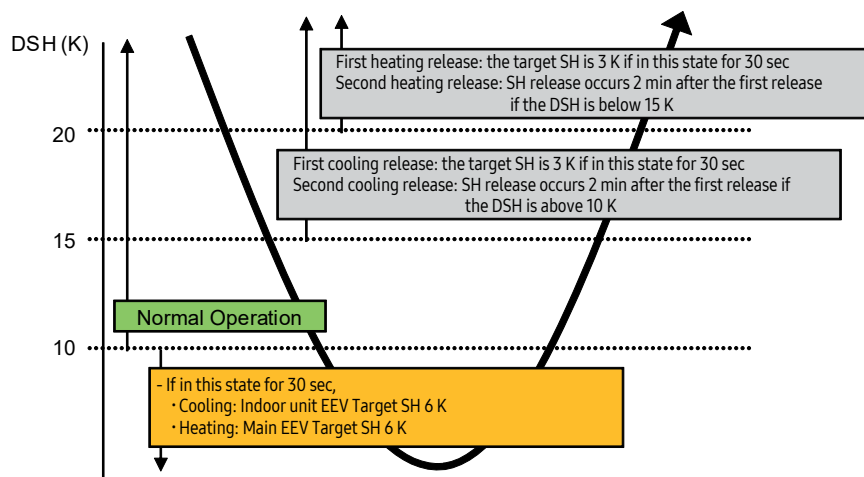 DSH (K)
First heating release: the target SH is 3 K if in this state for 30 sec
Second heating release: SH release occurs 2 min after the first release
if the DSH is below 15 K
20
First cooling release: the target SH is 3 K if in this state for 30 sec
Second cooling release: SH release occurs 2 min after the first release if
the DSH is above 10 K
15
Normal Operation
10
- If in this state for 30 sec,
· Cooling: Indoor unit EEV Target SH 6 K
· Heating: Main EEV Target SH 6 K